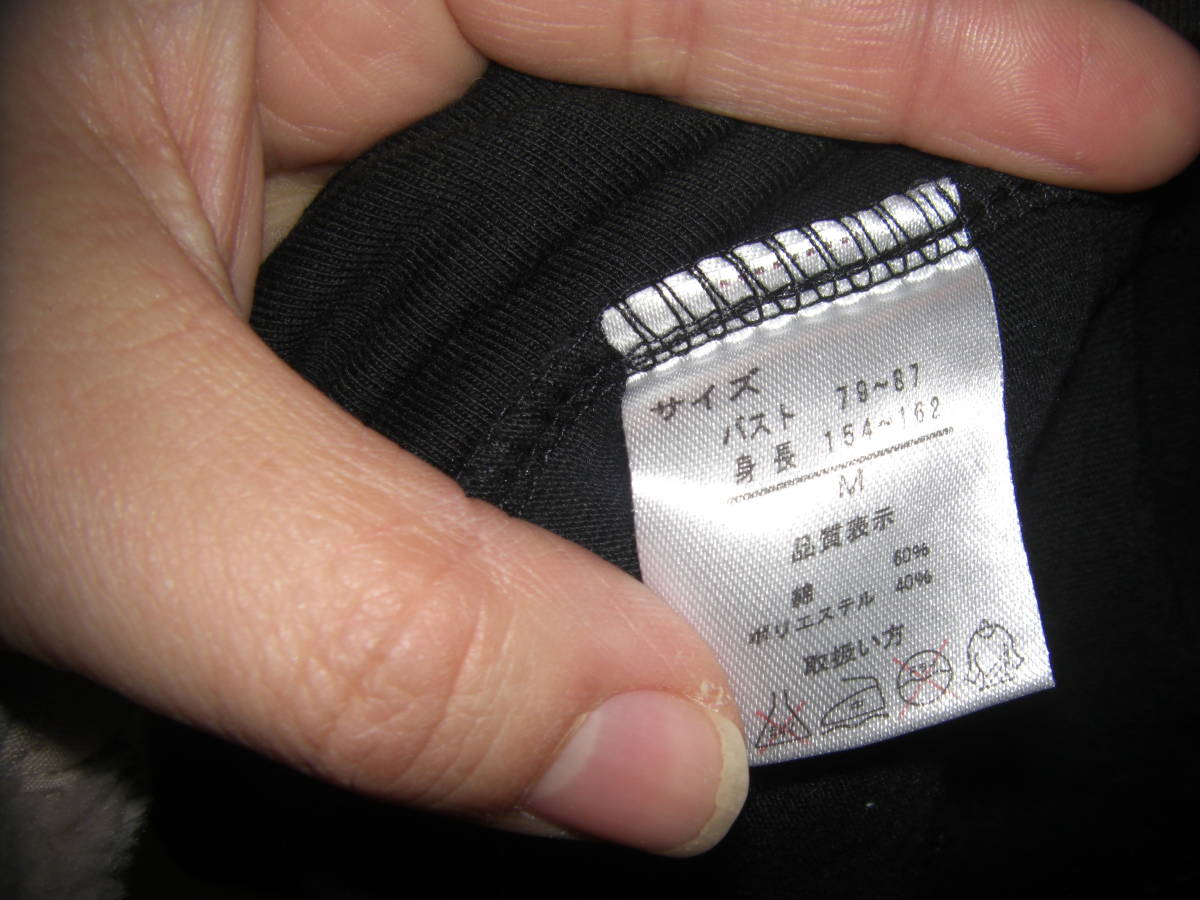 サイズ
バスト 79~87
身長 154~162
M
品質表示
綿 60%
ポリエステル 40%
取扱い方